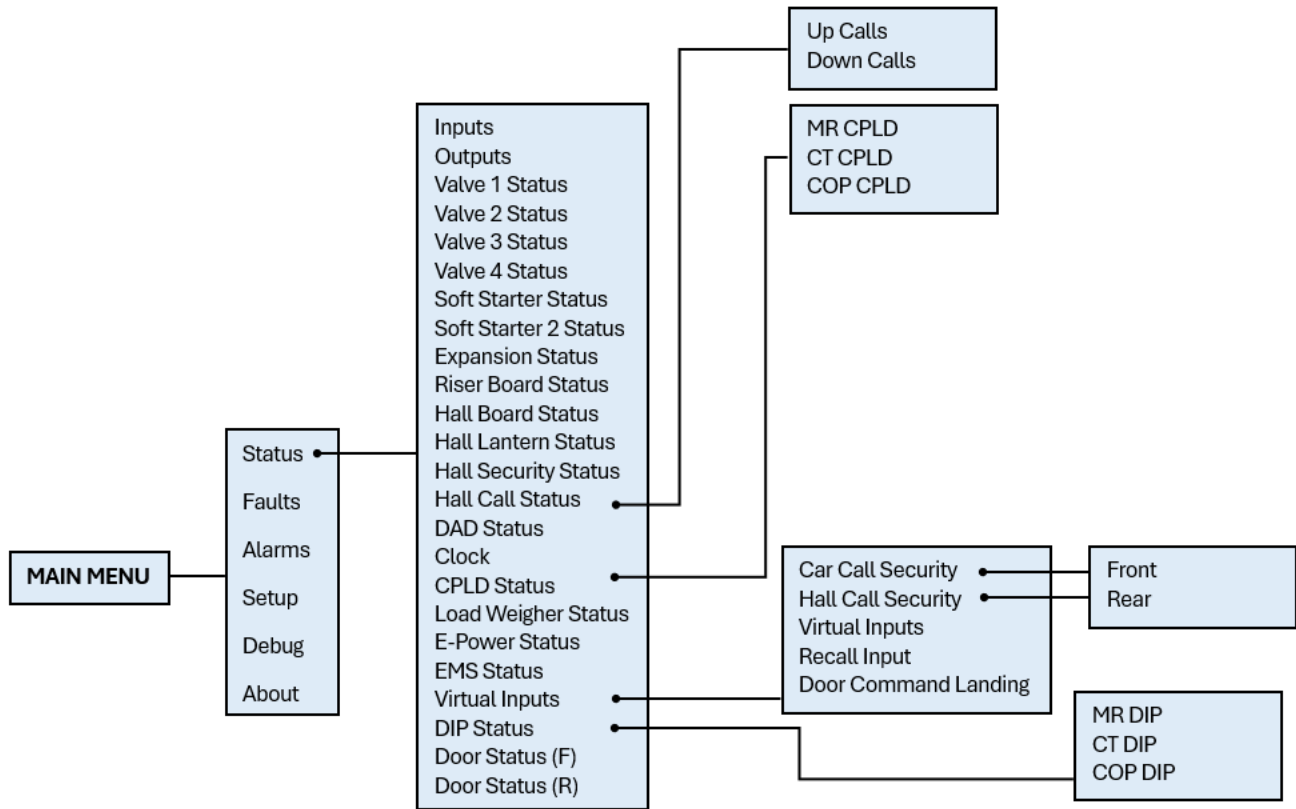 MAIN MENU
Status
Faults
Alarms
Setup
Debug
About
Inputs
Outputs
Valve 1 Status
Valve 2 Status
Valve 3 Status
Valve 4 Status
Soft Starter Status
Soft Starter 2 Status
Expansion Status
Riser Board Status
Hall Board Status
Hall Lantern Status
Hall Security Status
Hall Call Status
DAD Status
Clock
CPLD Status
Load Weigher Status
E-Power Status
EMS Status
Virtual Inputs
DIP Status
Door Status (F)
Door Status (R)
Up Calls
Down Calls
MR CPLD
CT CPLD
COP CPLD
Car Call Security
Hall Call Security
Virtual Inputs
Recall Input
Door Command Landing
Front
Rear
MR DIP
CT DIP
COP DIP